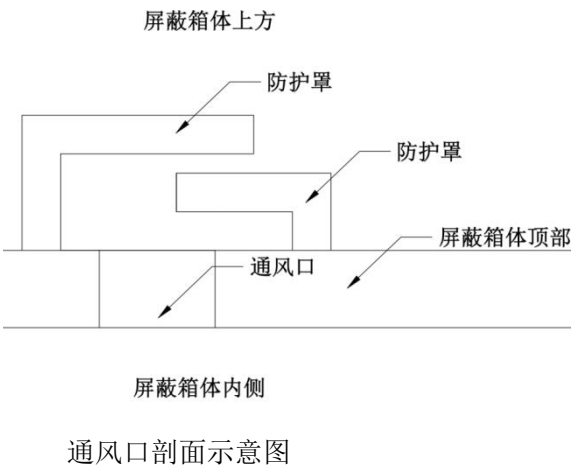 屏蔽箱体上方
防护罩
防护罩
屏蔽箱体顶部
通风口
屏蔽箱体内侧
通风口剖面示意图